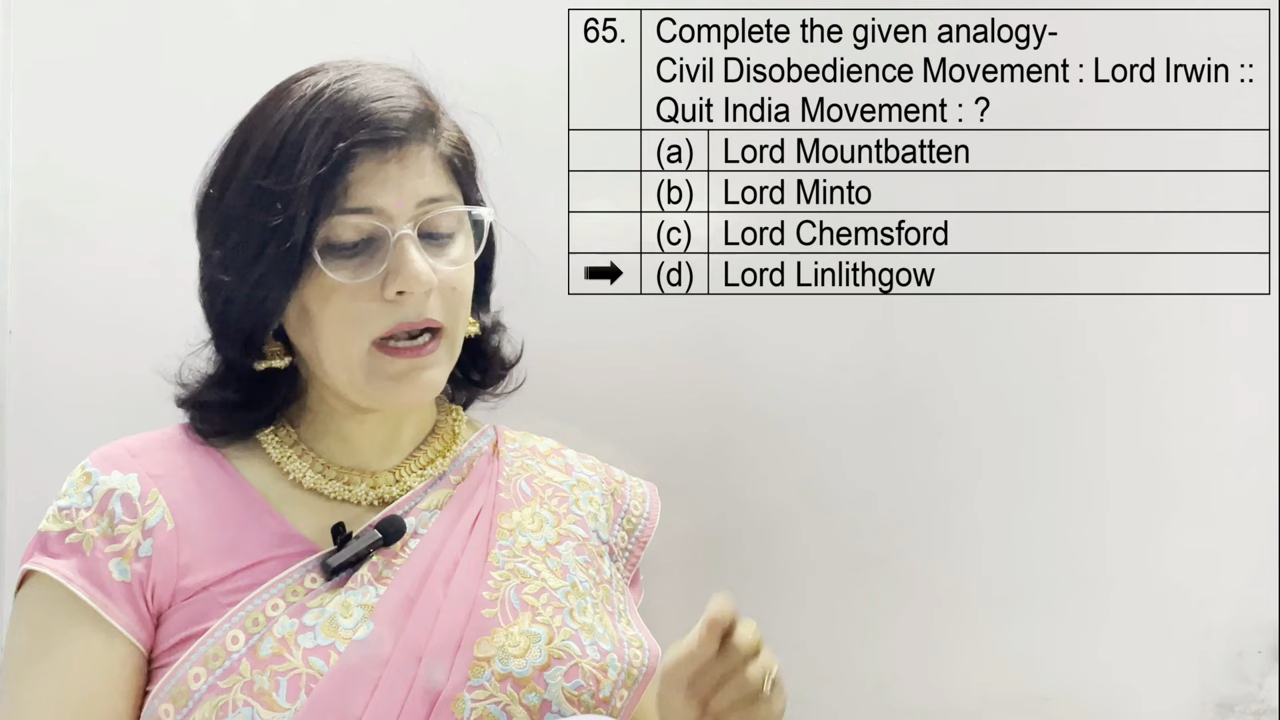 65. Complete the given analogy-
Civil Disobedience Movement : Lord Irwin ::
Quit India Movement : ?
(a) Lord Mountbatten
(b) Lord Minto
(c) Lord Chemsford
(d) Lord Linlithgow